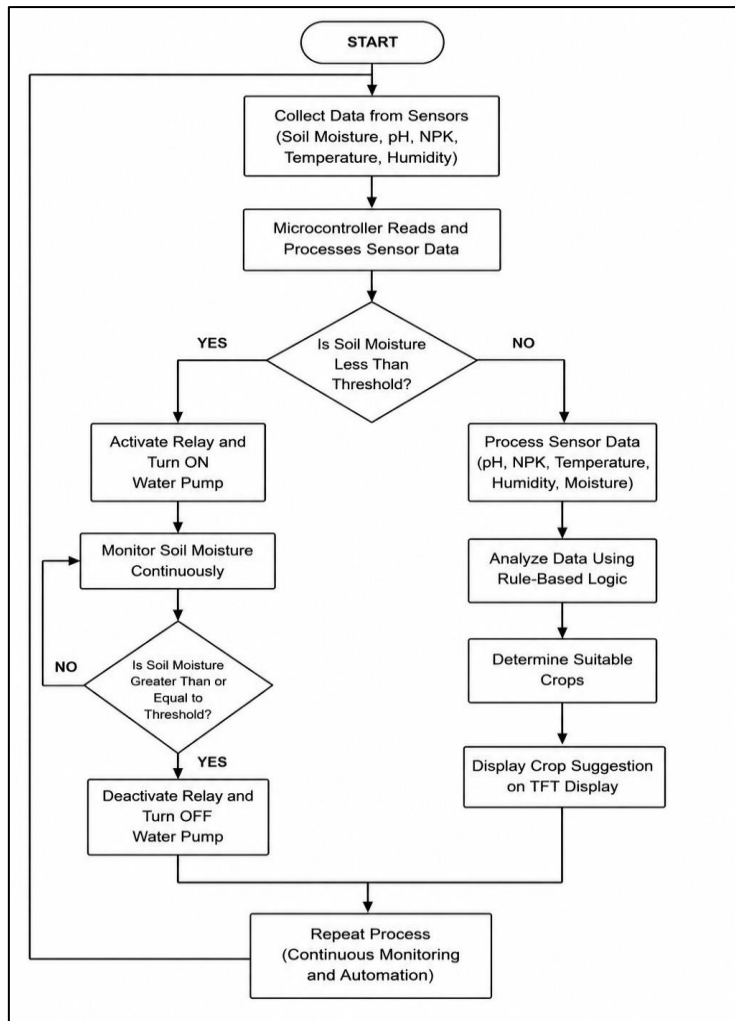 START
Collect Data from Sensors
(Soil Moisture, pH, NPK,
Temperature, Humidity)
Microcontroller Reads and
Processes Sensor Data
Is Soil Moisture
Less Than
Threshold?
YES
NO
Activate Relay and
Turn ON
Water Pump
Monitor Soil Moisture
Continuously
Is Soil Moisture
Greater Than or
Equal to
Threshold?
NO
YES
Deactivate Relay and
Turn OFF
Water Pump
Process Sensor Data
(pH, NPK, Temperature,
Humidity, Moisture)
Analyze Data Using
Rule-Based Logic
Determine Suitable
Crops
Display Crop Suggestion
on TFT Display
Repeat Process
(Continuous Monitoring
and Automation)